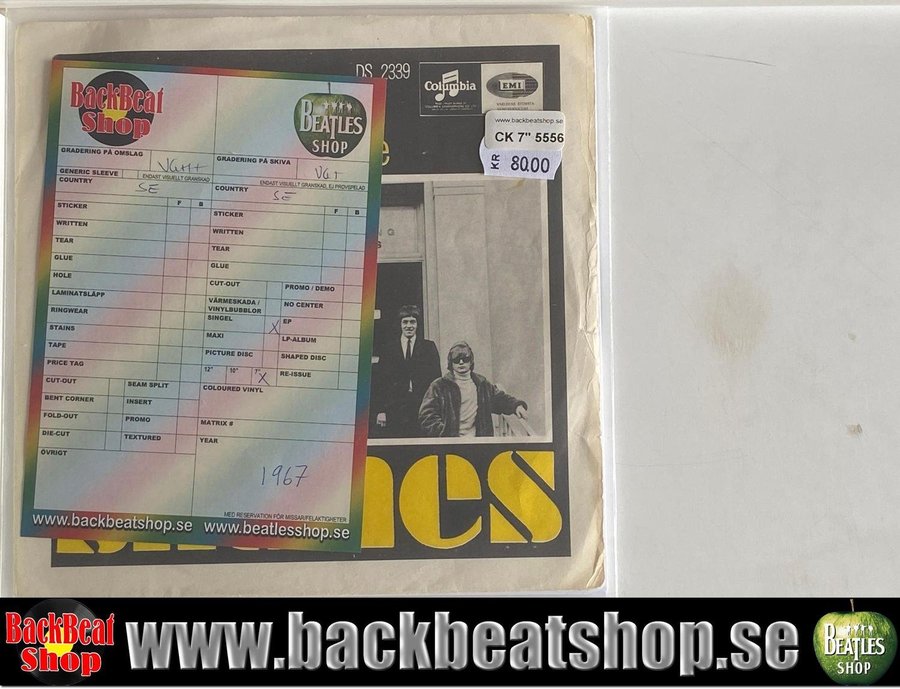 DS 2339
Columbia
EMI
www.backbeatshop.se
CK 7" 5556
KR 80.00
BackBeat
Shop
BEATLES
SHOP
GRADERING PÅ OMSLAG
VG++
GENERIC SLEEVE
ENDAST VISUELLT GRANSKAD
COUNTRY
SE
STICKER
F
B
WRITTEN
TEAR
GLUE
HOLE
LAMINATSLÄPP
RINGWEAR
STAINS
TAPE
PRICE TAG
CUT-OUT
SEAM SPLIT
BENT CORNER
INSERT
FOLD-OUT
PROMO
DIE-CUT
TEXTURED
ÖVRIGT
GRADERING PÅ SKIVA
VG+
ENDAST VISUELLT GRANSKAD, EJ PROVSPELAD
COUNTRY
SE
STICKER
F
B
WRITTEN
TEAR
GLUE
CUT-OUT
PROMO / DEMO
VÄRMESKADA /
VINYLBUBBLOR
NO CENTER
SINGEL
X
EP
MAXI
LP-ALBUM
PICTURE DISC
SHAPED DISC
12"
10"
7"
X
RE-ISSUE
COLOURED VINYL
MATRIX #
YEAR
1967
MED RESERVATION FÖR MISSAR/FELAKTIGHETER
www.backbeatshop.se www.beatlesshop.se
BackBeat
Shop
www.backbeatshop.se
BEATLES
SHOP